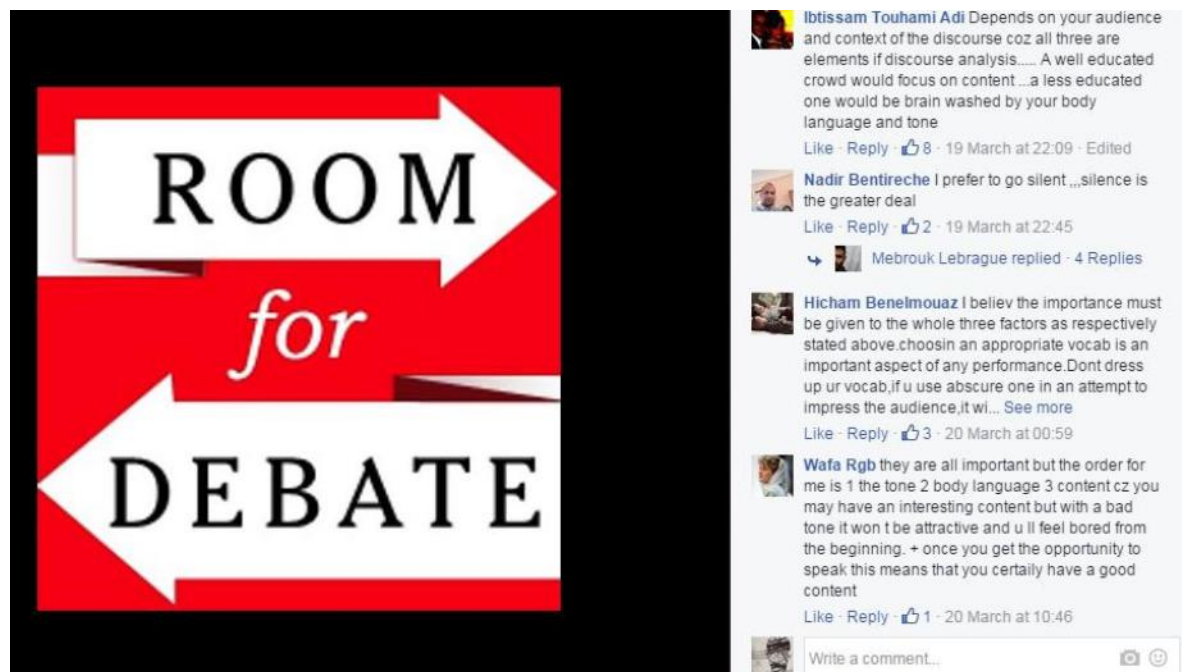 ROOM
for
DEBATE
Ibtissam Touhami Adi Depends on your audience
and context of the discourse coz all three are
elements if discourse analysis..... A well educated
crowd would focus on content ...a less educated
one would be brain washed by your body
language and tone
Like · Reply · 8 · 19 March at 22:09 · Edited
Nadir Bentireche I prefer to go silent ,,,silence is
the greater deal
Like · Reply · 2 · 19 March at 22:45
Mebrouk Lebrague replied · 4 Replies
Hicham Benelmouaz I believ the importance must
be given to the whole three factors as respectively
stated above.choosin an appropriate vocab is an
important aspect of any performance.Dont dress
up ur vocab,if u use abscure one in an attempt to
impress the audience,it wi... See more
Like · Reply · 3 · 20 March at 00:59
Wafa Rgb they are all important but the order for
me is 1 the tone 2 body language 3 content cz you
may have an interesting content but with a bad
tone it won t be attractive and u ll feel bored from
the beginning. + once you get the opportunity to
speak this means that you certaily have a good
content
Like · Reply · 1 · 20 March at 10:46
Write a comment...